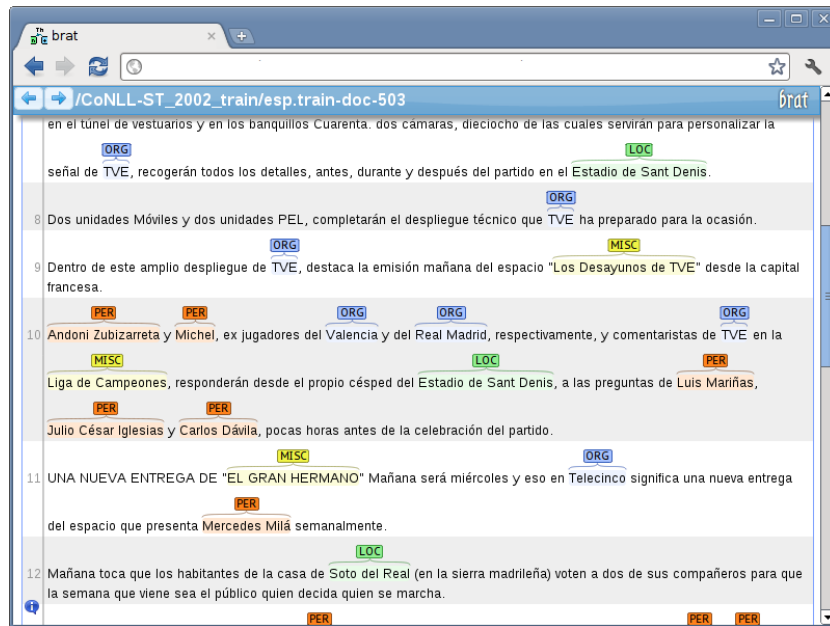 brat
/CoNLL-ST_2002_train/esp.train-doc-503 brat
en el túnel de vestuarios y en los banquillos Cuarenta. dos cámaras, dieciocho de las cuales servirán para personalizar la
ORG LOC
señal de TVE, recogerán todos los detalles, antes, durante y después del partido en el Estadio de Sant Denis.
ORG
8 Dos unidades Móviles y dos unidades PEL, completarán el despliegue técnico que TVE ha preparado para la ocasión.
ORG MISC
9 Dentro de este amplio despliegue de TVE, destaca la emisión mañana del espacio "Los Desayunos de TVE" desde la capital
francesa.
PER PER ORG ORG ORG
10 Andoni Zubizarreta y Michel, ex jugadores del Valencia y del Real Madrid, respectivamente, y comentaristas de TVE en la
MISC LOC PER
Liga de Campeones, responderán desde el propio césped del Estadio de Sant Denis, a las preguntas de Luis Mariñas,
PER PER
Julio César Iglesias y Carlos Dávila, pocas horas antes de la celebración del partido.
MISC ORG
11 UNA NUEVA ENTREGA DE "EL GRAN HERMANO" Mañana será miércoles y eso en Telecinco significa una nueva entrega
PER
del espacio que presenta Mercedes Milá semanalmente.
LOC
12 Mañana toca que los habitantes de la casa de Soto del Real (en la sierra madrileña) voten a dos de sus compañeros para que
la semana que viene sea el público quien decida quien se marcha.
PER PER PER